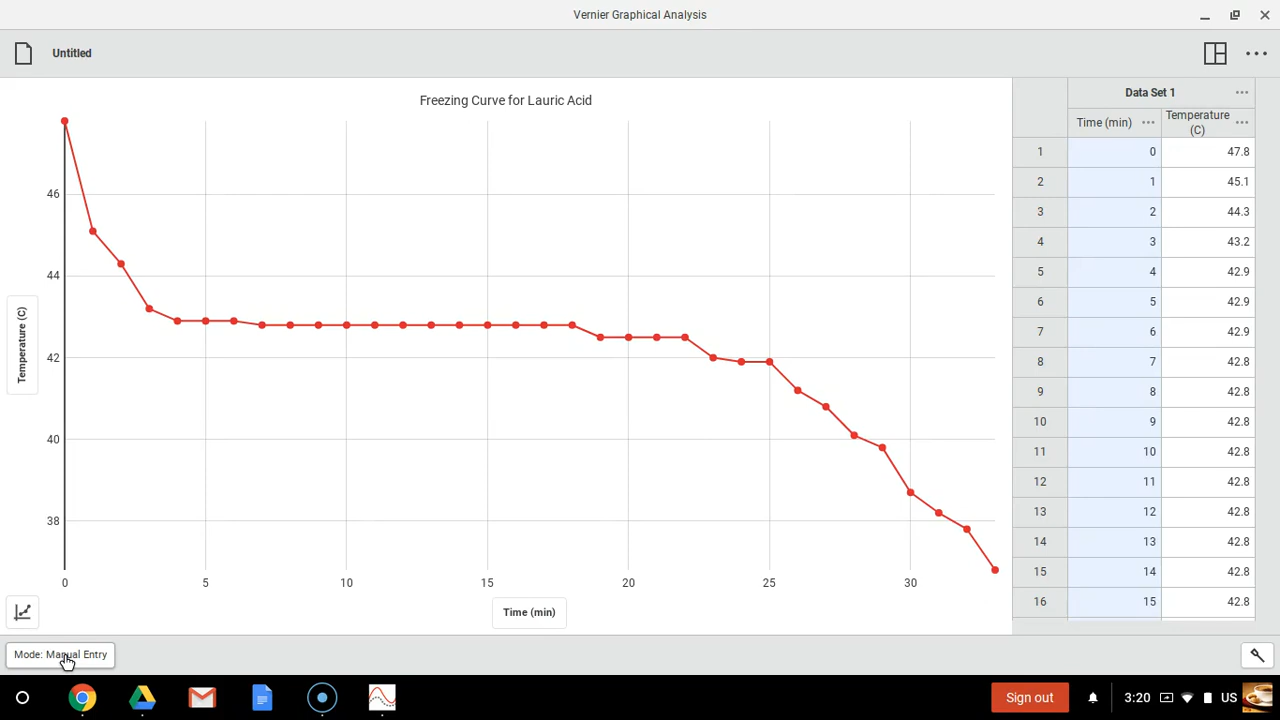 Vernier Graphical Analysis
Untitled
Freezing Curve for Lauric Acid
46
44
42
40
38
Temperature (C)
0 5 10 15 20 25 30
Time (min)
Data Set 1 ...
Time (min) ... Temperature (C) ...
1 0 47.8
2 1 45.1
3 2 44.3
4 3 43.2
5 4 42.9
6 5 42.9
7 6 42.9
8 7 42.8
9 8 42.8
10 9 42.8
11 10 42.8
12 11 42.8
13 12 42.8
14 13 42.8
15 14 42.8
16 15 42.8
Mode: Manual Entry
Sign out 3:20 US